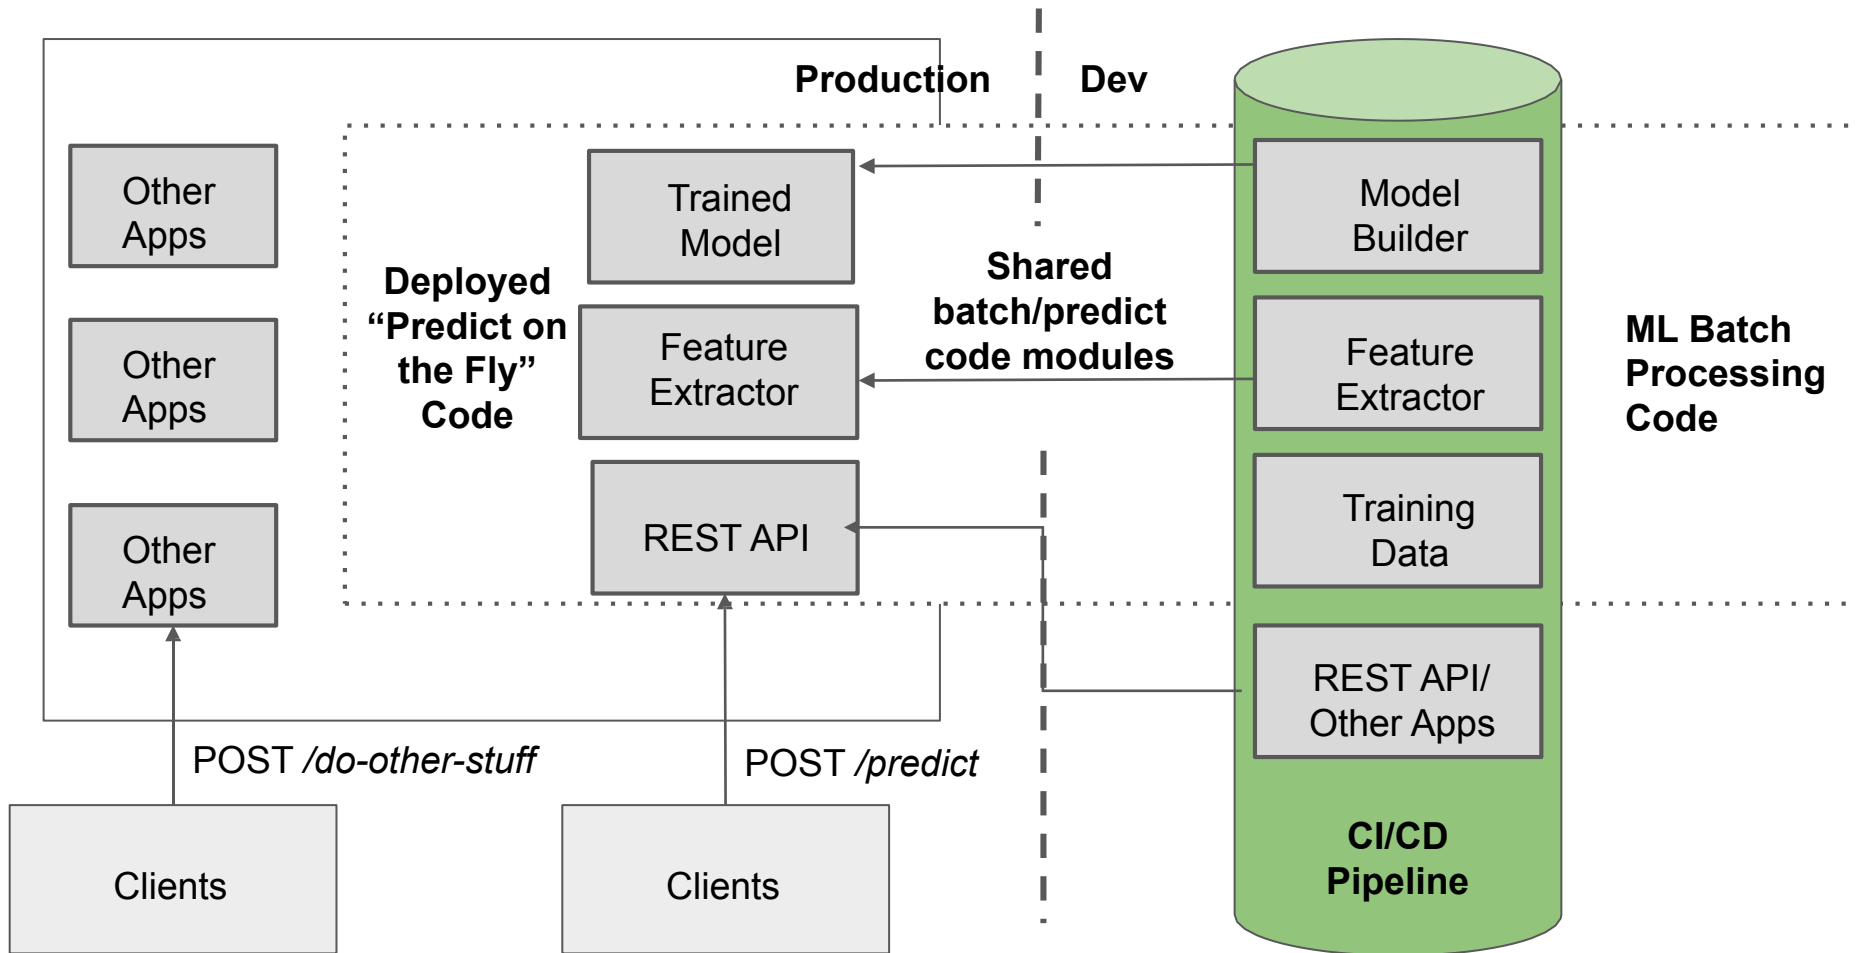 Production
Dev
Other
Apps
Trained
Model
Model
Builder
Deployed
“Predict on
the Fly”
Code
Shared
batch/predict
code modules
Other
Apps
Feature
Extractor
Feature
Extractor
ML Batch
Processing
Code
Other
Apps
REST API
Training
Data
REST API/
Other Apps
POST /do-other-stuff
POST /predict
CI/CD
Pipeline
Clients
Clients